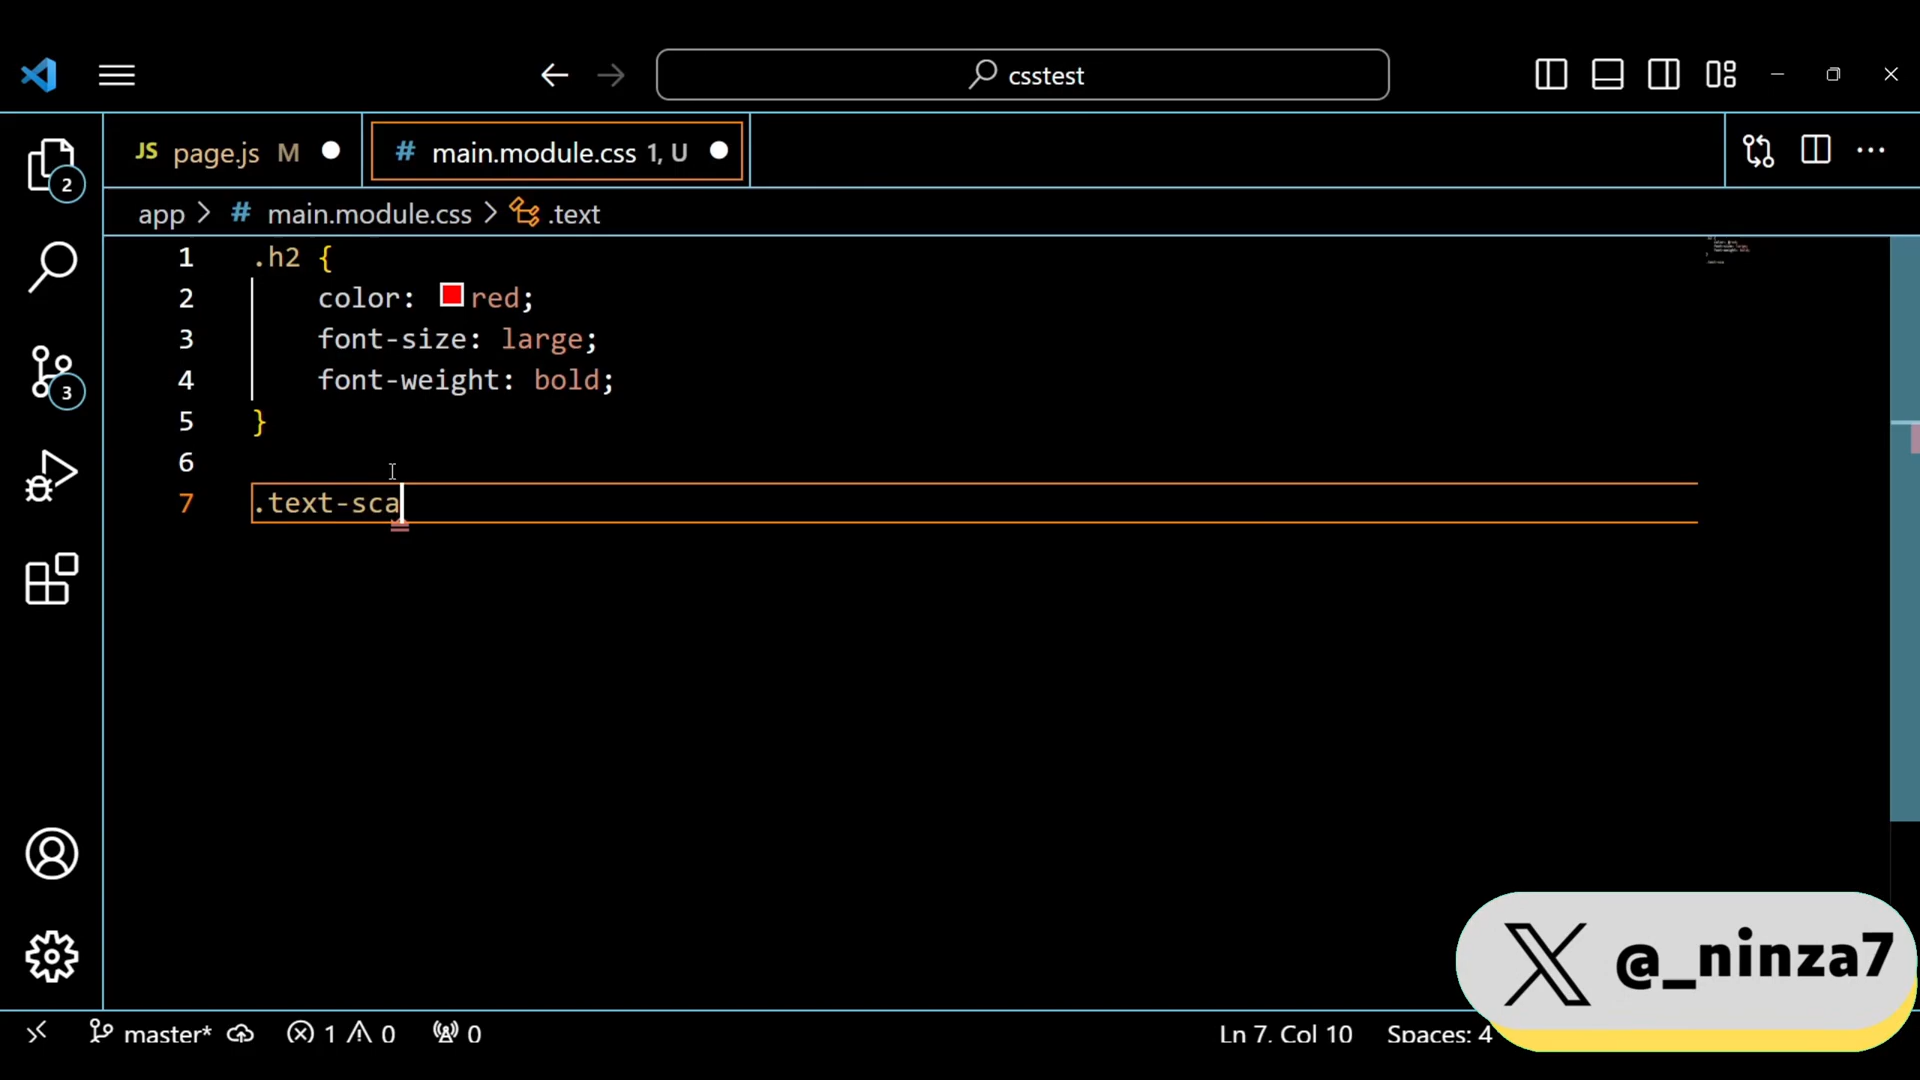 csstest
JS page.js M
# main.module.css 1, U
app > # main.module.css > .text
1 .h2 {
2 color: red;
3 font-size: large;
4 font-weight: bold;
5 }
6
7 .text-sca
2
3
master* 1 0 0
Ln 7, Col 10 Spaces: 4
X @_ninza7